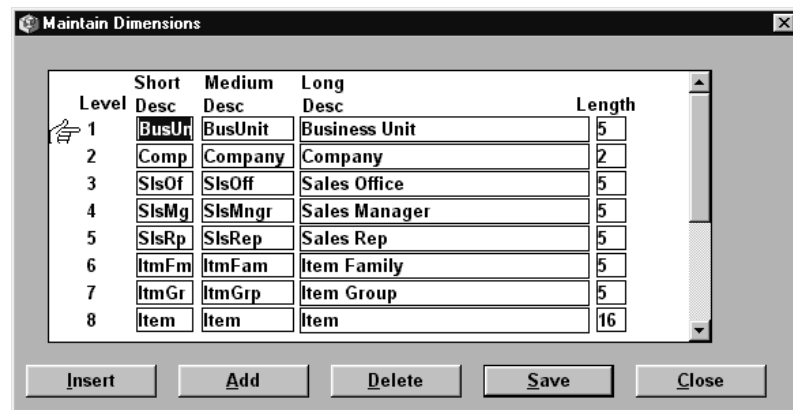 Maintain Dimensions
Short Medium Long
Level Desc Desc Desc Length
1 BusUn BusUnit Business Unit 5
2 Comp Company Company 2
3 SlsOf SlsOff Sales Office 5
4 SlsMg SlsMngr Sales Manager 5
5 SlsRp SlsRep Sales Rep 5
6 ItmFm ItmFam Item Family 5
7 ItmGr ItmGrp Item Group 5
8 Item Item Item 16
Insert Add Delete Save Close